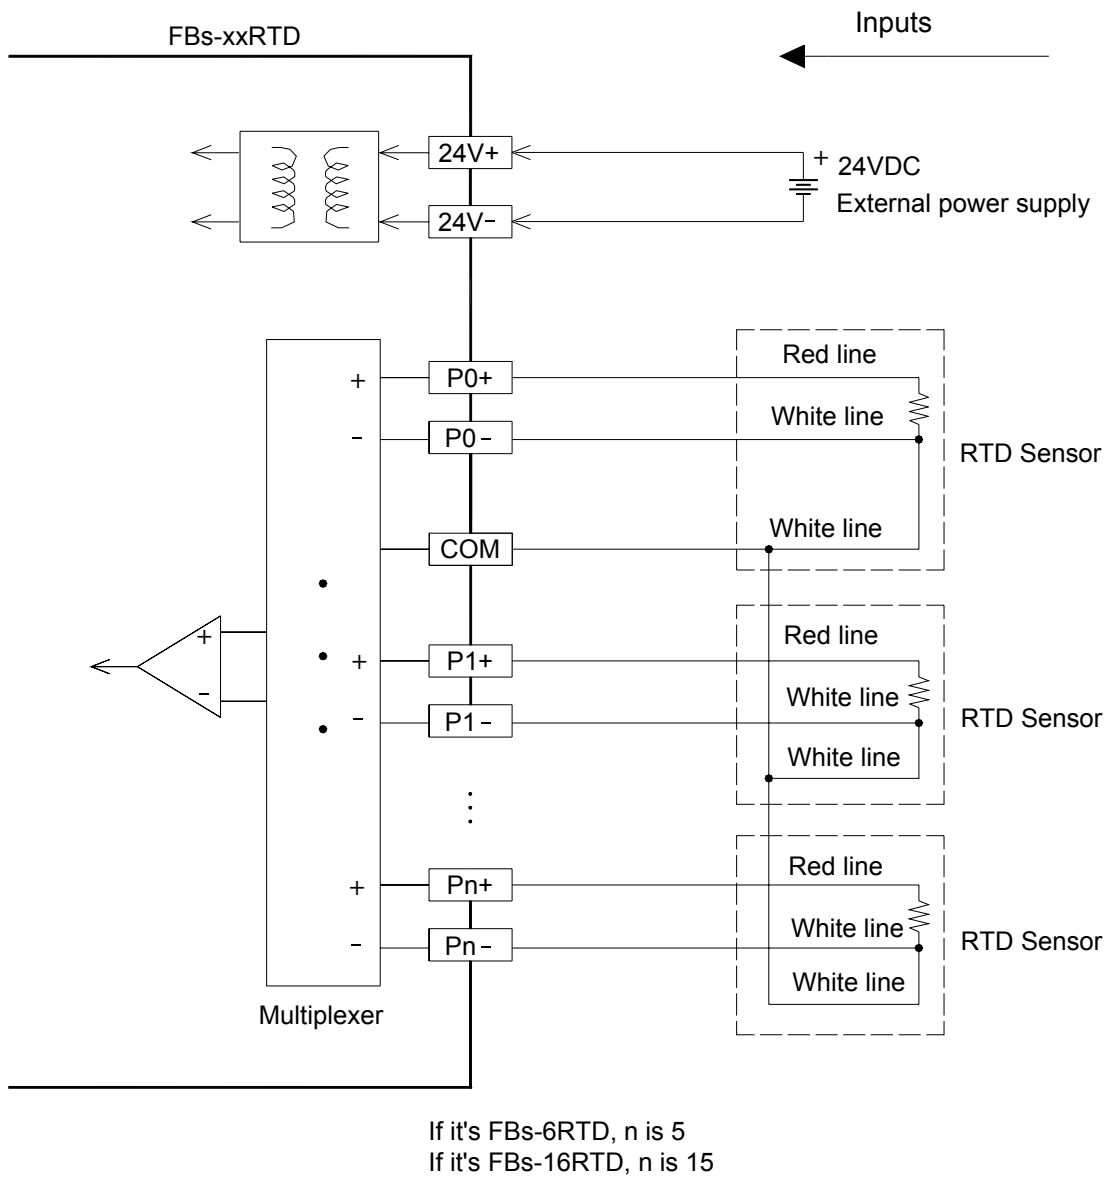 FBs-xxRTD
Inputs
24V+
+ 24VDC
24V−
External power supply
Red line
+ P0+
White line
− P0−
RTD Sensor
White line
COM
Red line
+
+ P1+
White line
−
− P1−
RTD Sensor
White line
Red line
+ Pn+
White line
− Pn−
RTD Sensor
White line
Multiplexer
If it's FBs-6RTD, n is 5
If it's FBs-16RTD, n is 15